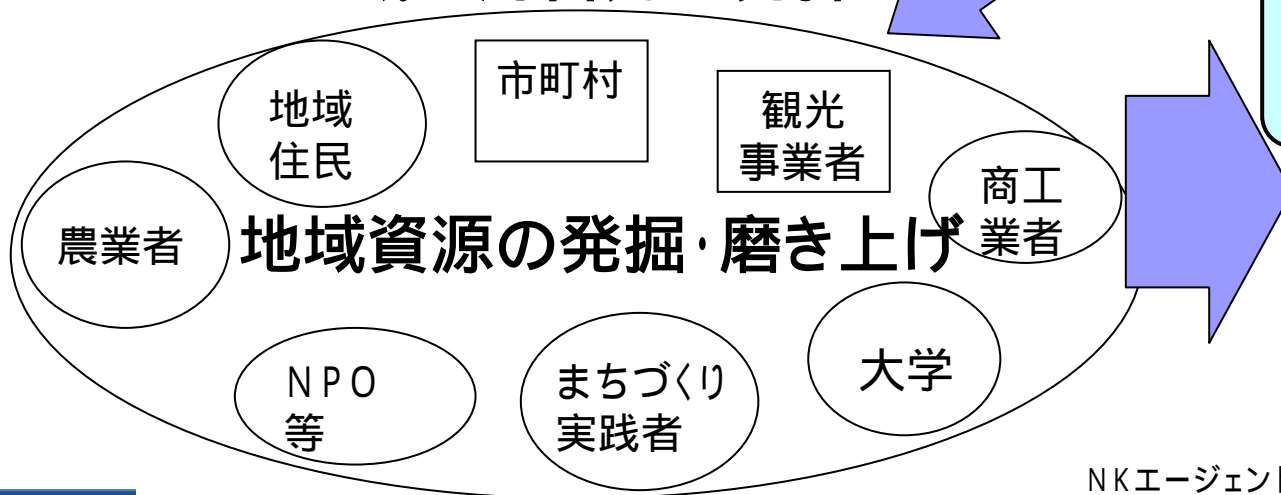 市町村
地域
住民
観光
事業者
商工
業者
農業者
地域資源の発掘・磨き上げ
大学
NPO
等
まちづくり
実践者
NKエージェント